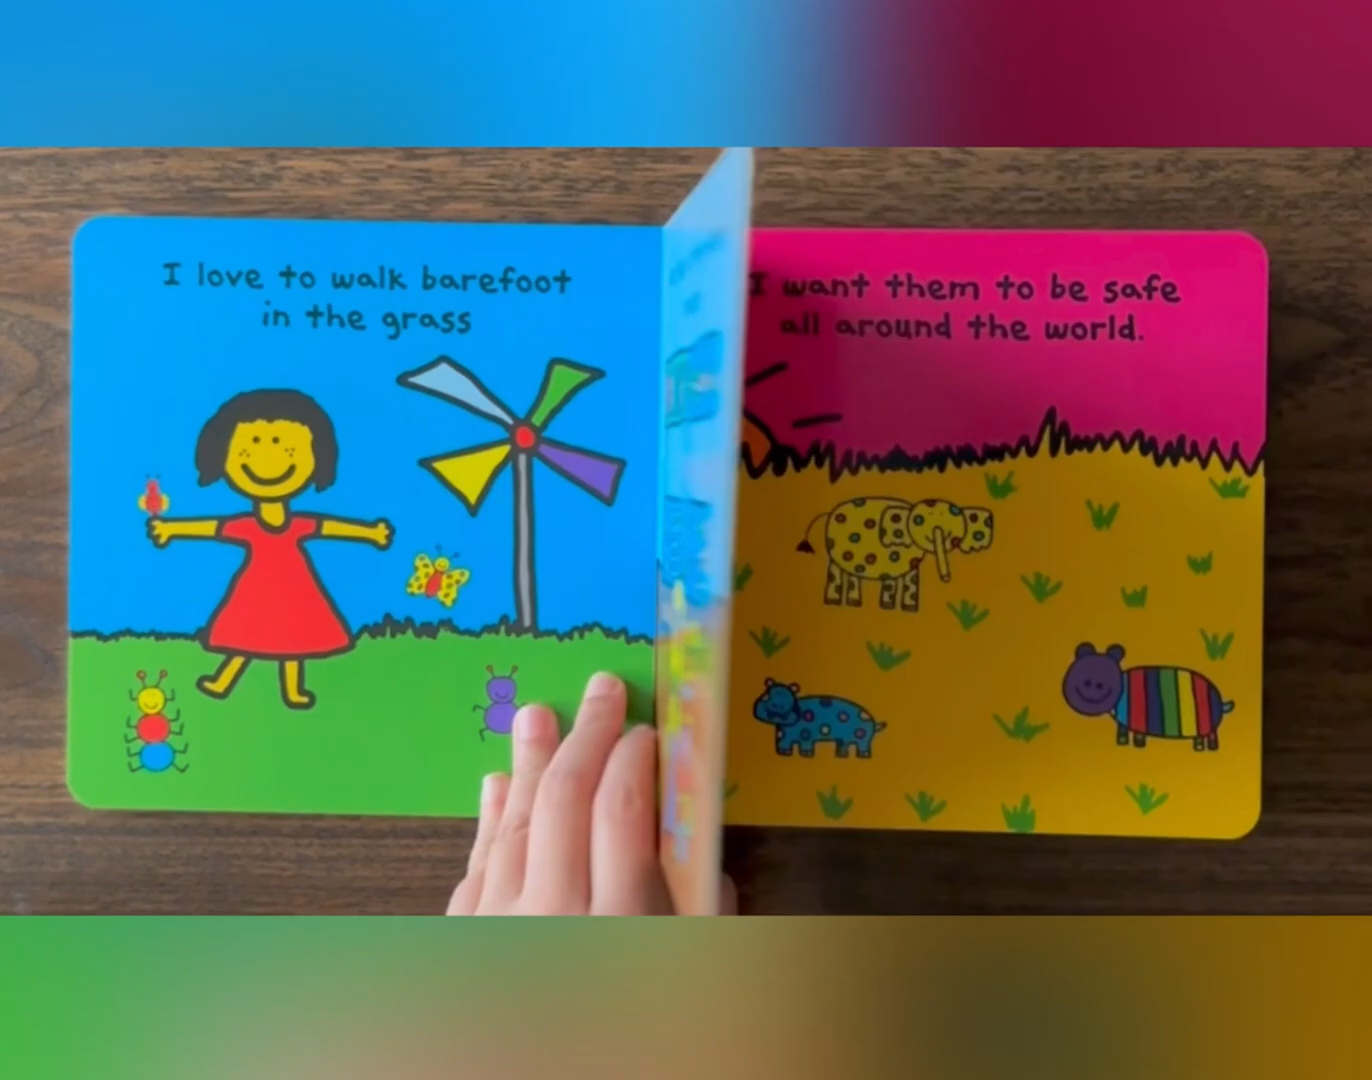 I love to walk barefoot
in the grass
I want them to be safe
all around the world.